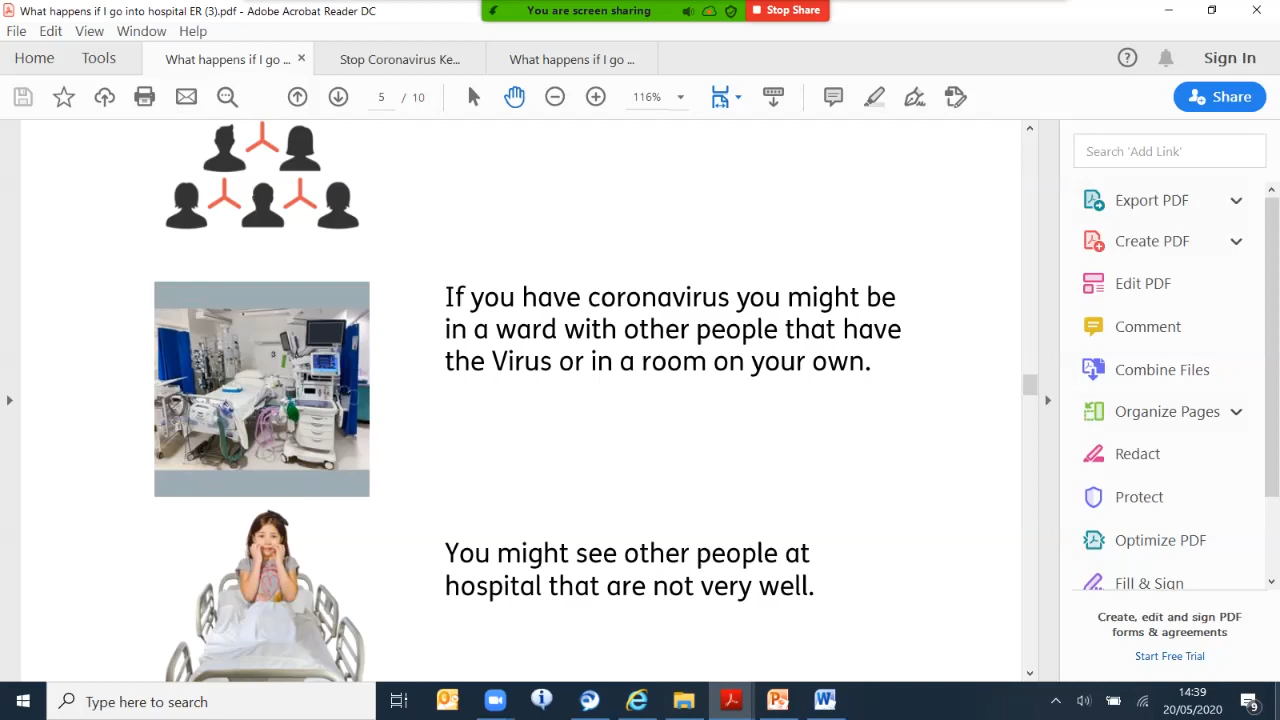 What happens if I go into hospital ER (3).pdf - Adobe Acrobat Reader DC
You are screen sharing
Stop Share
File Edit View Window Help
Home Tools What happens if I go ... Stop Coronavirus Ke... What happens if I go ... Sign In
5 / 10 116% Share
Search 'Add Link'
Export PDF
Create PDF
Edit PDF
Comment
Combine Files
Organize Pages
Redact
Protect
Optimize PDF
Fill & Sign
Create, edit and sign PDF
forms & agreements
Start Free Trial
3
If you have coronavirus you might be
in a ward with other people that have
the Virus or in a room on your own.
You might see other people at
hospital that are not very well.
Type here to search
14:39
20/05/2020
9